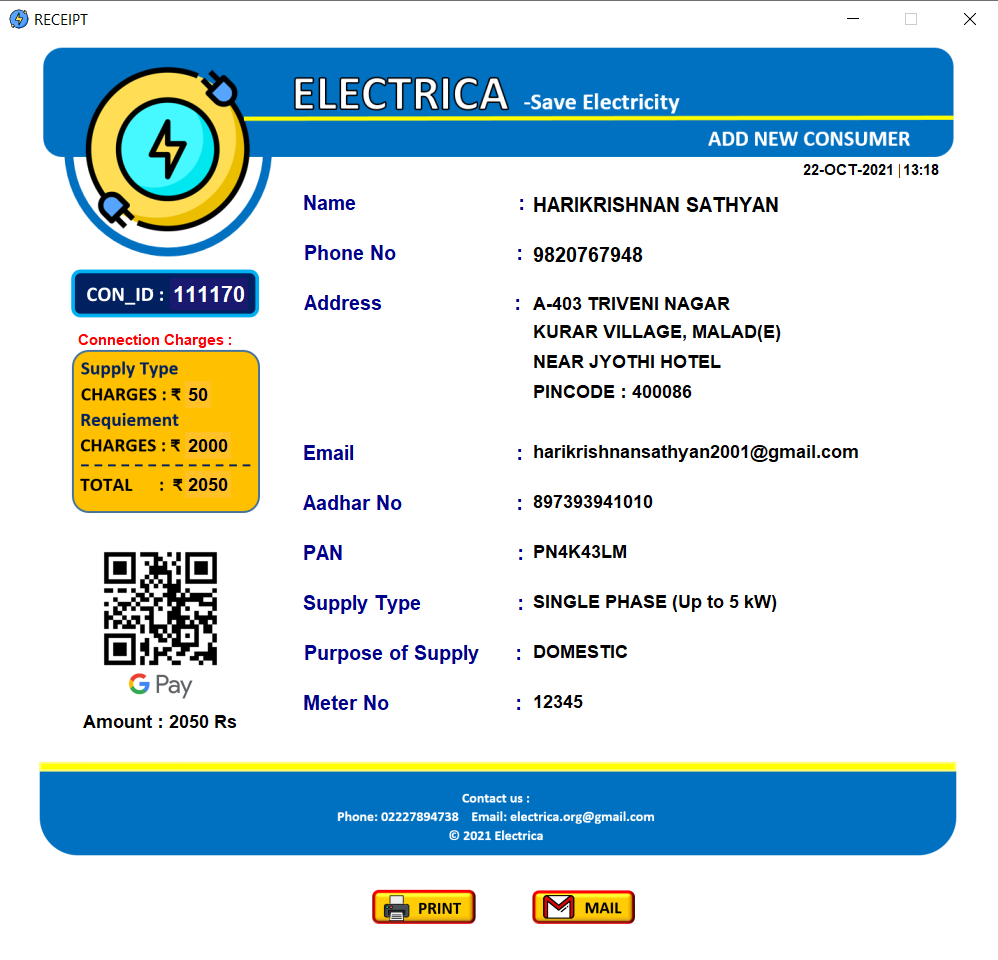 RECEIPT
ELECTRICA -Save Electricity
ADD NEW CONSUMER
22-OCT-2021 | 13:18
Name : HARIKRISHNAN SATHYAN
Phone No : 9820767948
Address : A-403 TRIVENI NAGAR
KURAR VILLAGE, MALAD(E)
NEAR JYOTHI HOTEL
PINCODE : 400086
Email : harikrishnansathyan2001@gmail.com
Aadhar No : 897393941010
PAN : PN4K43LM
Supply Type : SINGLE PHASE (Up to 5 kW)
Purpose of Supply : DOMESTIC
Meter No : 12345
CON_ID : 111170
Connection Charges :
Supply Type
CHARGES : ₹ 50
Requiement
CHARGES : ₹ 2000
TOTAL : ₹ 2050
G Pay
Amount : 2050 Rs
Contact us :
Phone: 02227894738 Email: electrica.org@gmail.com
© 2021 Electrica
PRINT
MAIL